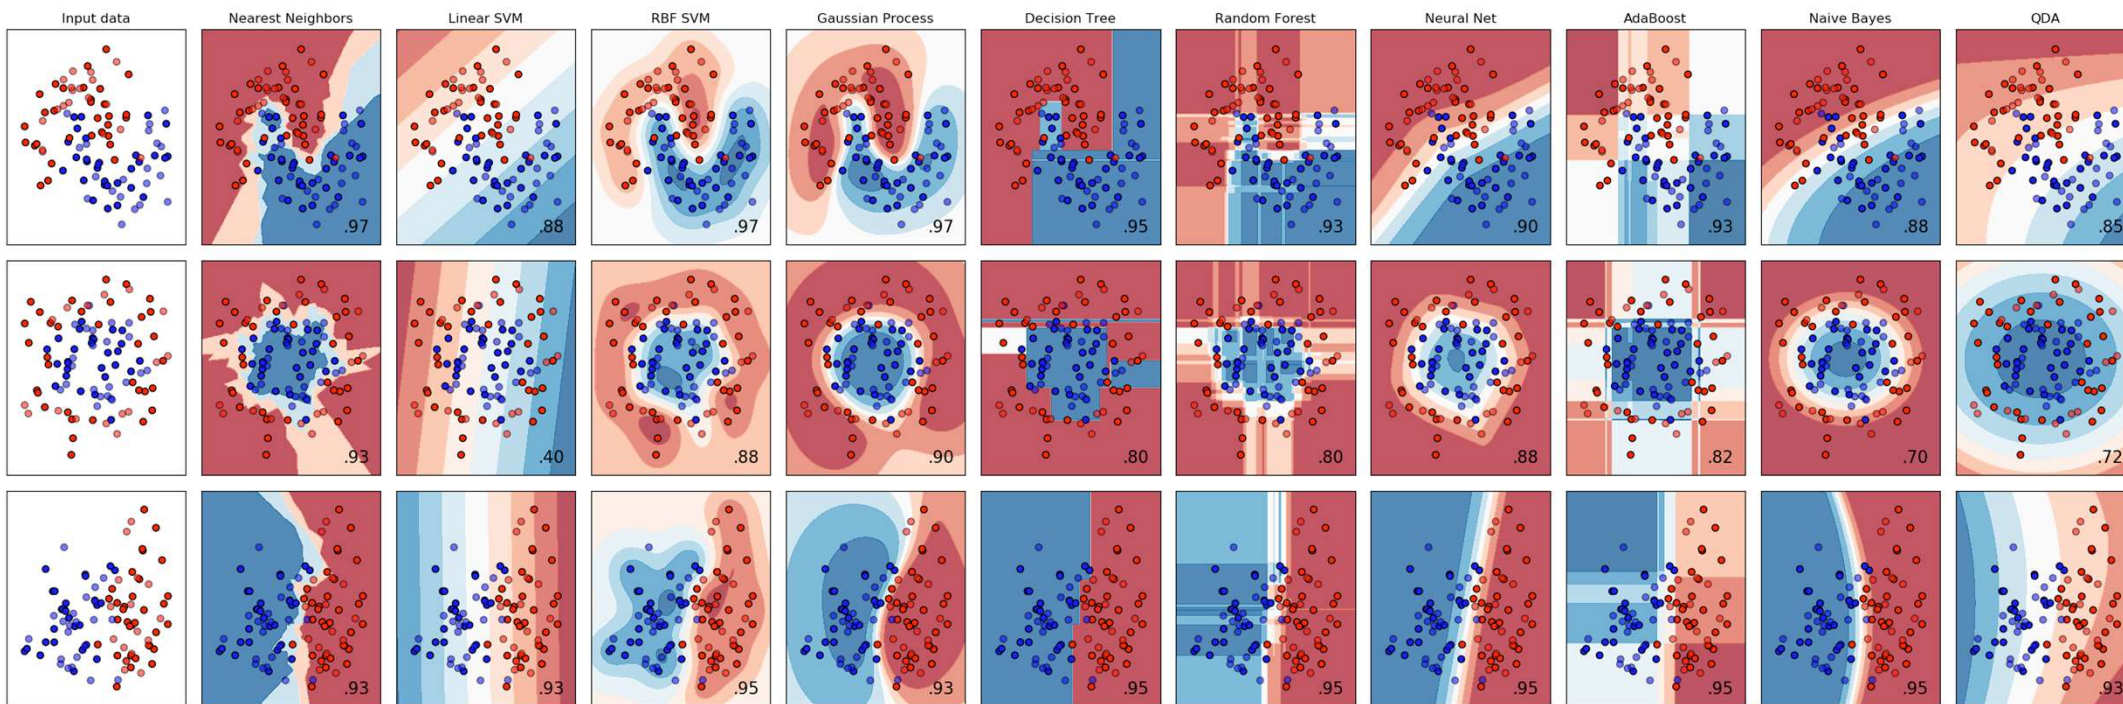 Input data Nearest Neighbors Linear SVM RBF SVM Gaussian Process Decision Tree Random Forest Neural Net AdaBoost Naive Bayes QDA
.97 .88 .97 .97 .95 .93 .90 .93 .88 .85
.93 .40 .88 .90 .80 .80 .88 .82 .70 .72
.93 .93 .95 .93 .95 .95 .95 .95 .95 .93